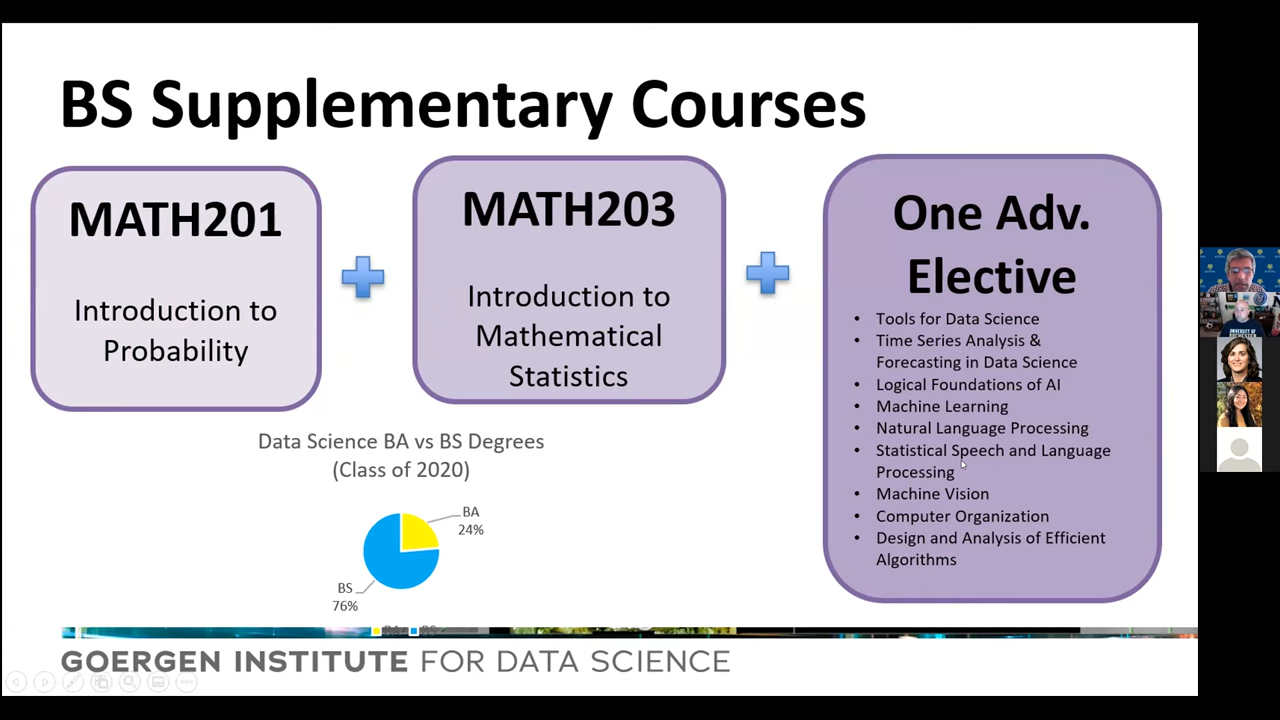 BS Supplementary Courses
MATH201
Introduction to
Probability
MATH203
Introduction to
Mathematical
Statistics
One Adv.
Elective
• Tools for Data Science
• Time Series Analysis &
Forecasting in Data Science
• Logical Foundations of AI
• Machine Learning
• Natural Language Processing
• Statistical Speech and Language
Processing
• Machine Vision
• Computer Organization
• Design and Analysis of Efficient
Algorithms
Data Science BA vs BS Degrees
(Class of 2020)
BA
24%
BS
76%
GOERGEN INSTITUTE FOR DATA SCIENCE